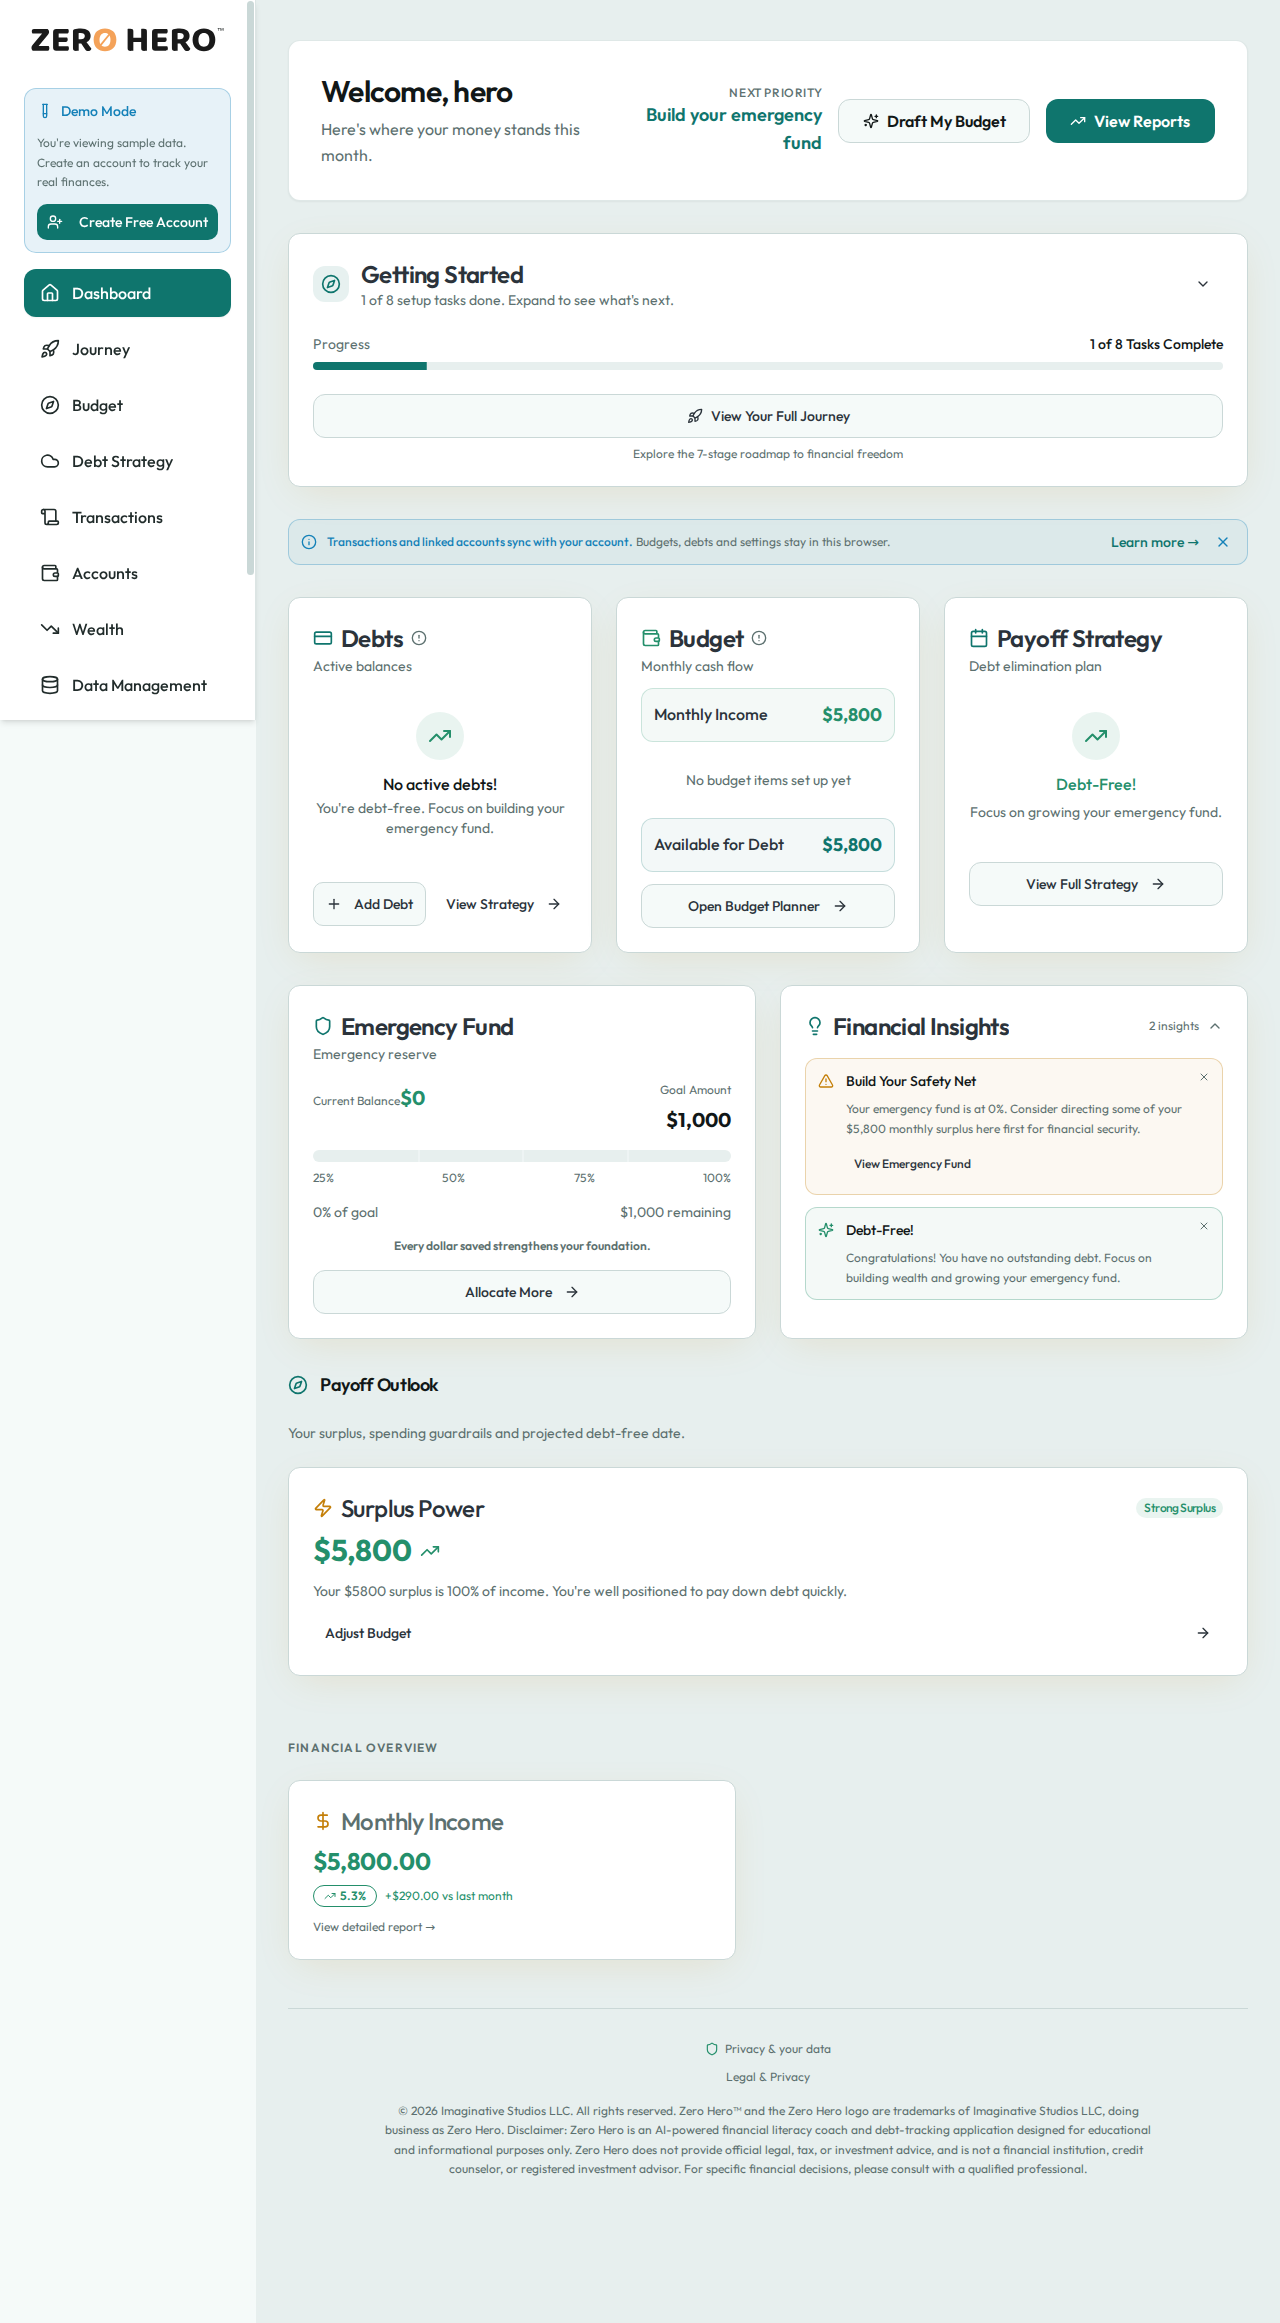 ZERO HERO™
Demo Mode
You're viewing sample data.
Create an account to track your
real finances.
Create Free Account
Dashboard
Journey
Budget
Debt Strategy
Transactions
Accounts
Wealth
Data Management
Welcome, hero
Here's where your money stands this
month.
NEXT PRIORITY
Build your emergency
fund
Draft My Budget
View Reports
Getting Started
1 of 8 setup tasks done. Expand to see what's next.
Progress
1 of 8 Tasks Complete
View Your Full Journey
Explore the 7-stage roadmap to financial freedom
Transactions and linked accounts sync with your account. Budgets, debts and settings stay in this browser.
Learn more →
Debts
Active balances
No active debts!
You're debt-free. Focus on building your
emergency fund.
Add Debt
View Strategy
Budget
Monthly cash flow
Monthly Income
$5,800
No budget items set up yet
Available for Debt
$5,800
Open Budget Planner
Payoff Strategy
Debt elimination plan
Debt-Free!
Focus on growing your emergency fund.
View Full Strategy
Emergency Fund
Emergency reserve
Current Balance$0
Goal Amount
$1,000
25%
50%
75%
100%
0% of goal
$1,000 remaining
Every dollar saved strengthens your foundation.
Allocate More
Financial Insights
2 insights
Build Your Safety Net
Your emergency fund is at 0%. Consider directing some of your
$5,800 monthly surplus here first for financial security.
View Emergency Fund
Debt-Free!
Congratulations! You have no outstanding debt. Focus on
building wealth and growing your emergency fund.
Payoff Outlook
Your surplus, spending guardrails and projected debt-free date.
Surplus Power
Strong Surplus
$5,800
Your $5800 surplus is 100% of income. You're well positioned to pay down debt quickly.
Adjust Budget
FINANCIAL OVERVIEW
Monthly Income
$5,800.00
5.3%
+$290.00 vs last month
View detailed report →
Privacy & your data
Legal & Privacy
© 2026 Imaginative Studios LLC. All rights reserved. Zero Hero™ and the Zero Hero logo are trademarks of Imaginative Studios LLC, doing
business as Zero Hero. Disclaimer: Zero Hero is an AI-powered financial literacy coach and debt-tracking application designed for educational
and informational purposes only. Zero Hero does not provide official legal, tax, or investment advice, and is not a financial institution, credit
counselor, or registered investment advisor. For specific financial decisions, please consult with a qualified professional.